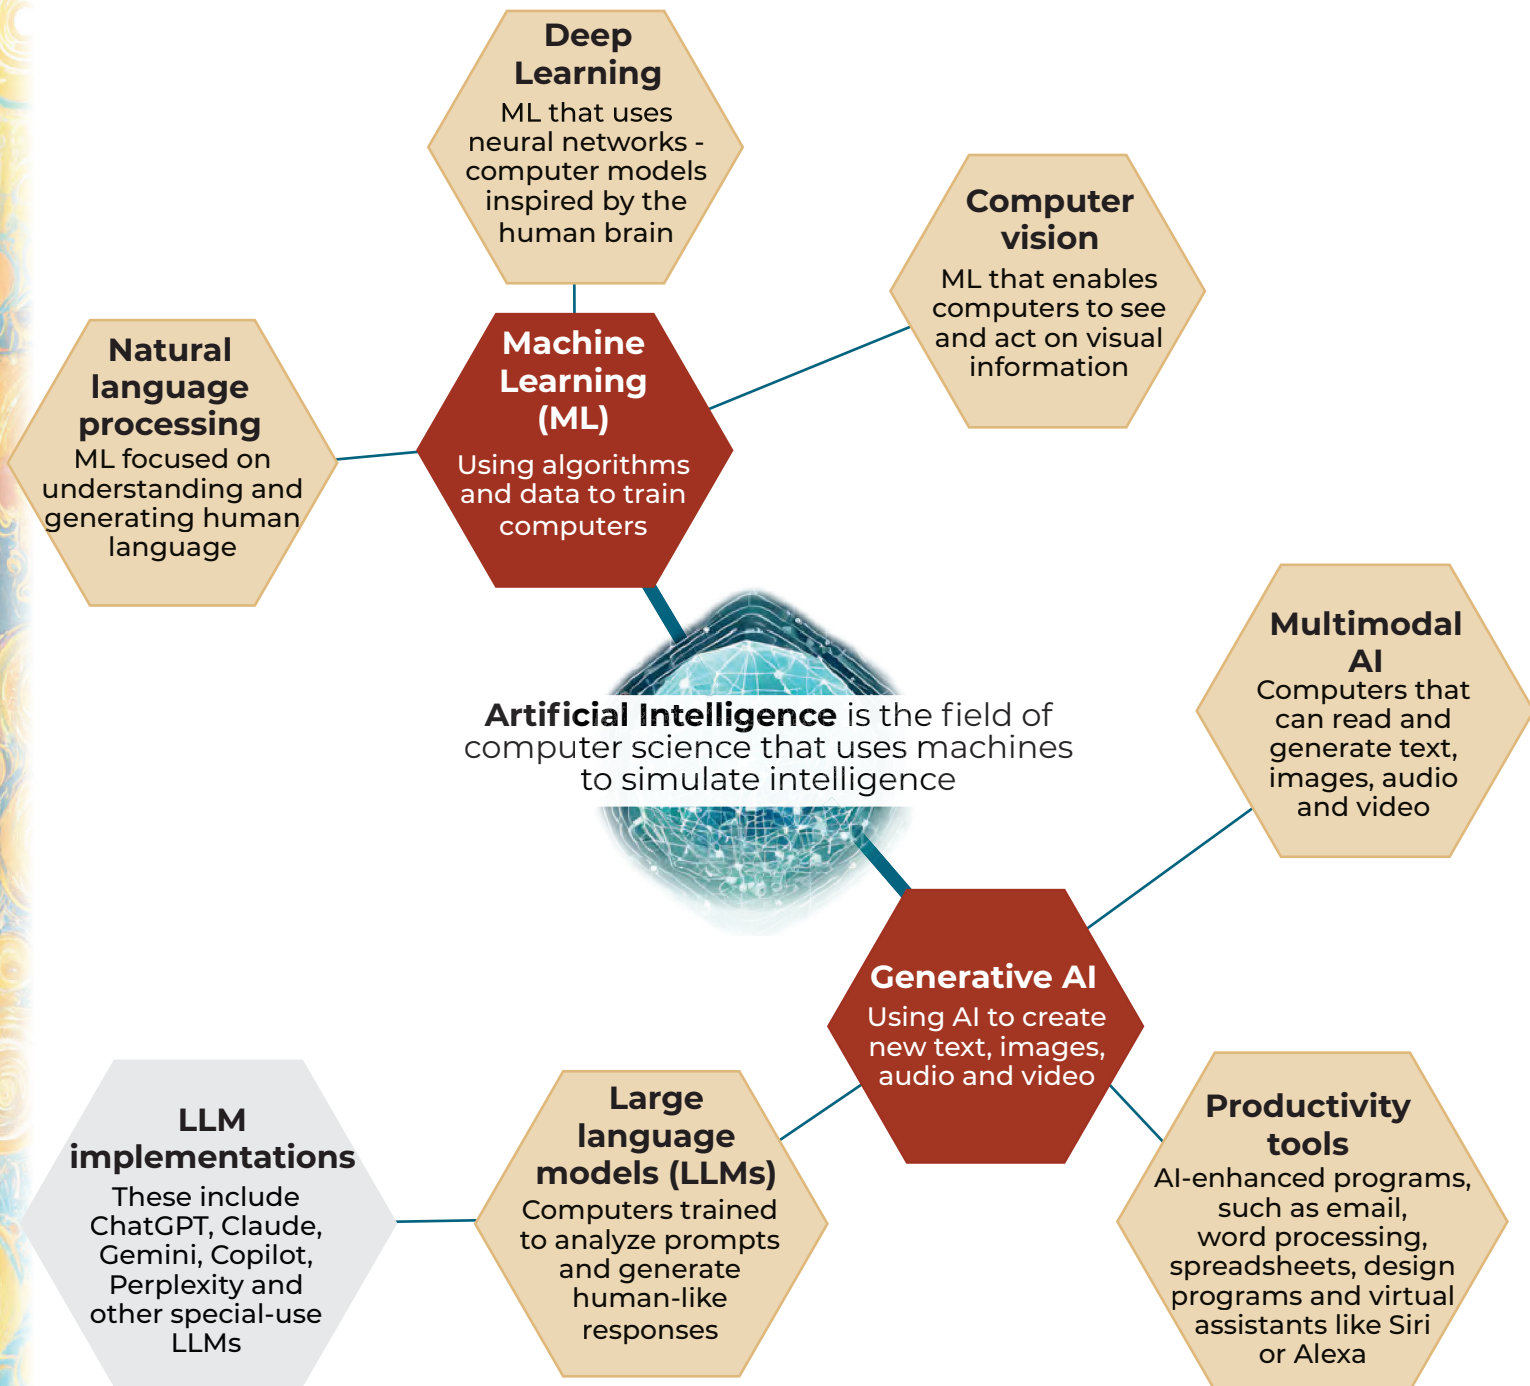 Deep
Learning
ML that uses
neural networks -
computer models
inspired by the
human brain
Computer
vision
ML that enables
computers to see
and act on visual
information
Natural
language
processing
ML focused on
understanding and
generating human
language
Machine
Learning
(ML)
Using algorithms
and data to train
computers
Artificial Intelligence is the field of
computer science that uses machines
to simulate intelligence
Multimodal
AI
Computers that
can read and
generate text,
images, audio
and video
Generative AI
Using AI to create
new text, images,
audio and video
LLM
implementations
These include
ChatGPT, Claude,
Gemini, Copilot,
Perplexity and
other special-use
LLMs
Large
language
models (LLMs)
Computers trained
to analyze prompts
and generate
human-like
responses
Productivity
tools
AI-enhanced programs,
such as email,
word processing,
spreadsheets, design
programs and virtual
assistants like Siri
or Alexa